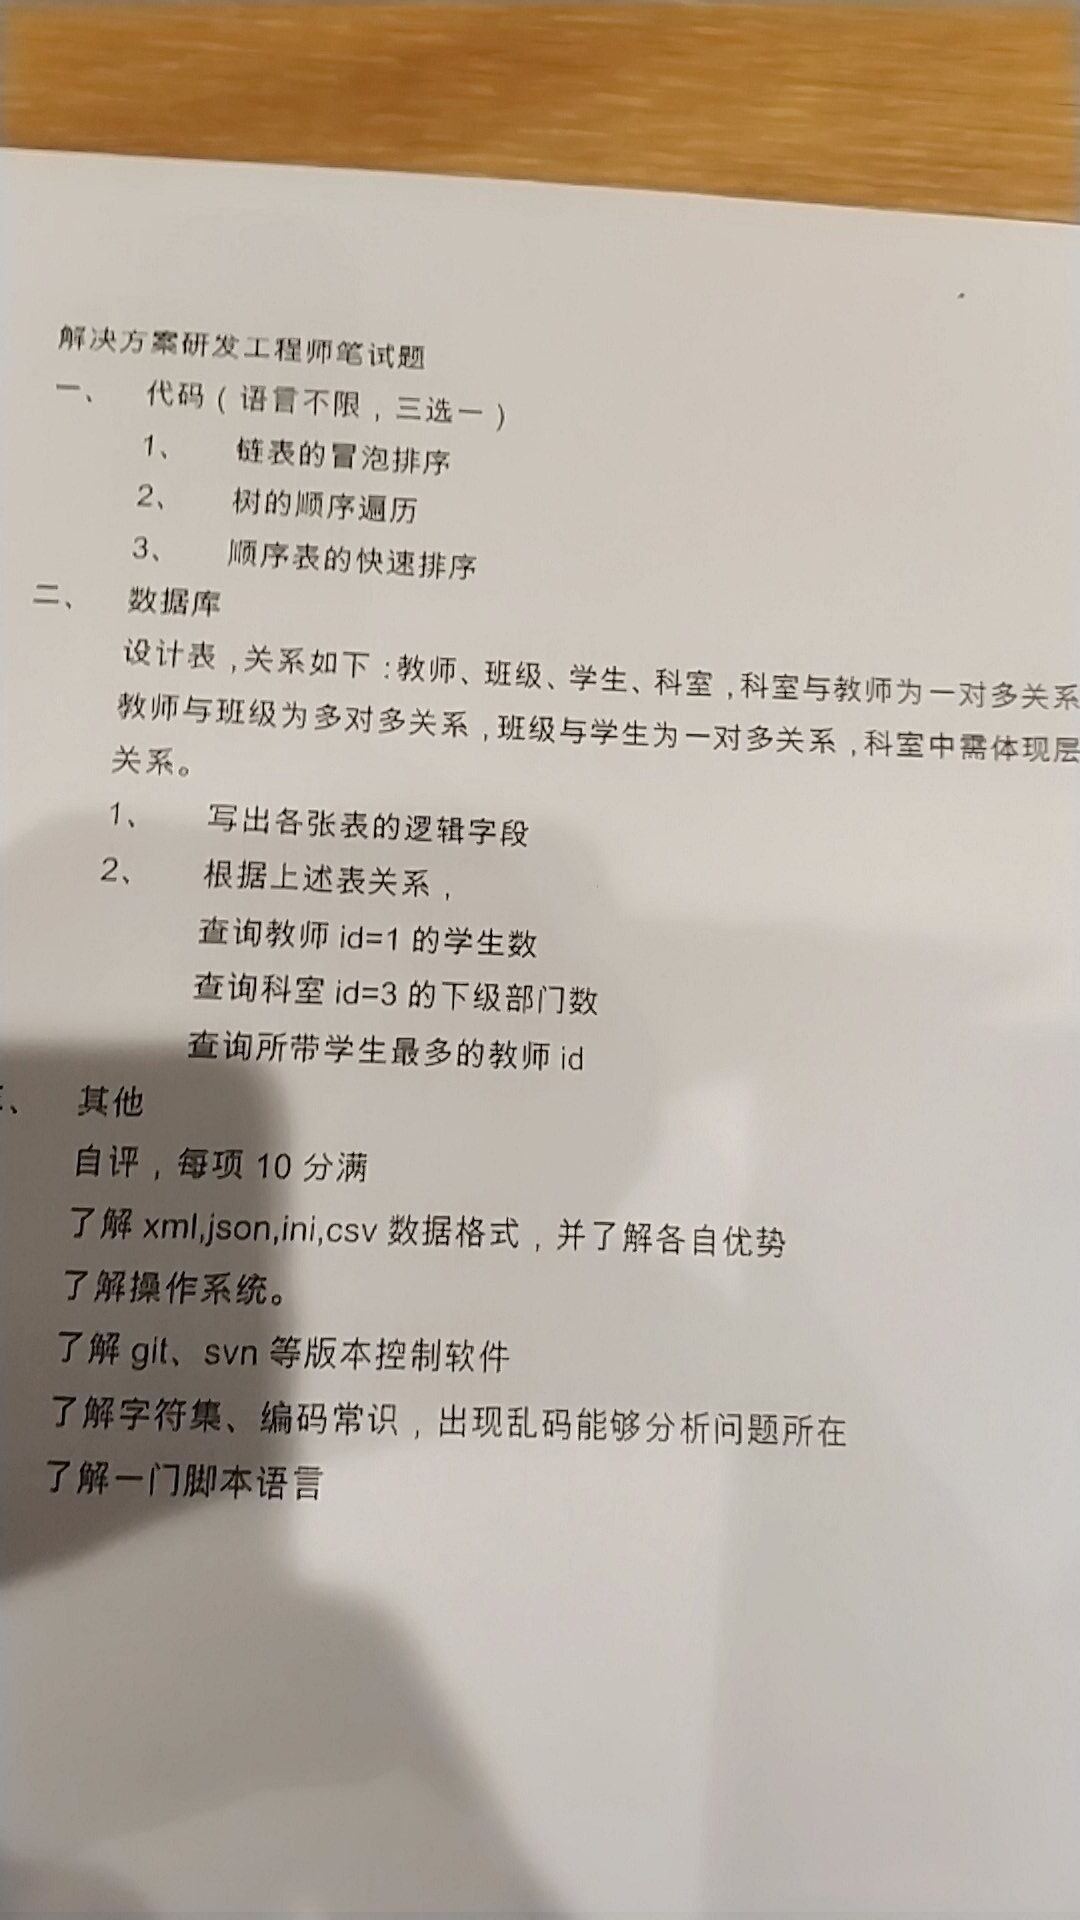 解决方案研发工程师笔试题
一、 代码（语言不限，三选一）
1、 链表的冒泡排序
2、 树的顺序遍历
3、 顺序表的快速排序
二、 数据库
设计表，关系如下：教师、班级、学生、科室，科室与教师为一对多关系
教师与班级为多对多关系，班级与学生为一对多关系，科室中需体现层
关系。
1、 写出各张表的逻辑字段
2、 根据上述表关系，
查询教师 id=1 的学生数
查询科室 id=3 的下级部门数
查询所带学生最多的教师 id
、 其他
自评，每项 10 分满
了解 xml,json,ini,csv 数据格式，并了解各自优势
了解操作系统。
了解 git、svn 等版本控制软件
了解字符集、编码常识，出现乱码能够分析问题所在
了解一门脚本语言